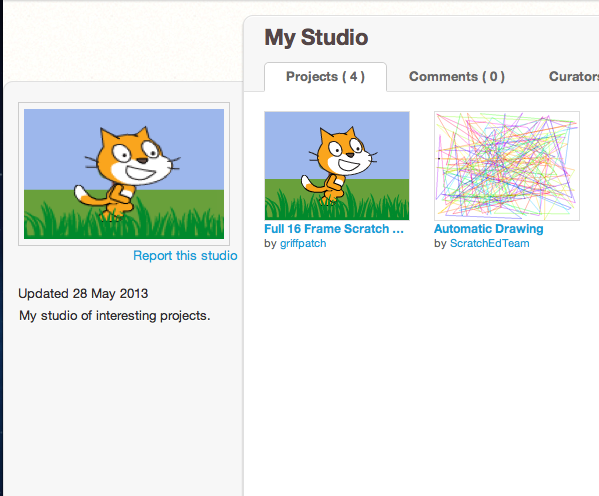 My Studio
Projects ( 4 )
Comments ( 0 )
Curators
Full 16 Frame Scratch ...
by griffpatch
Automatic Drawing
by ScratchEdTeam
Report this studio
Updated 28 May 2013
My studio of interesting projects.